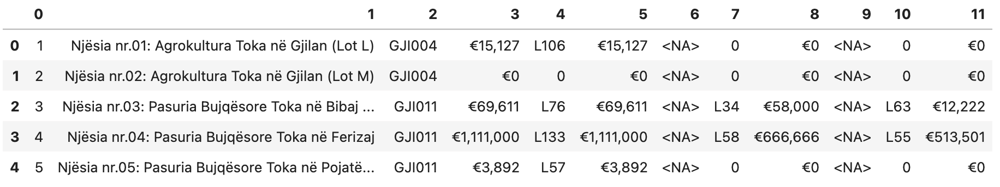 0 1 2 3 4 5 6 7 8 9 10 11
0 1 Njësia nr.01: Agrokultura Toka në Gjilan (Lot L) GJI004 €15,127 L106 €15,127 <NA> 0 €0 <NA> 0 €0
1 2 Njësia nr.02: Agrokultura Toka në Gjilan (Lot M) GJI004 €0 0 €0 <NA> 0 €0 <NA> 0 €0
2 3 Njësia nr.03: Pasuria Bujqësore Toka në Bibaj ... GJI011 €69,611 L76 €69,611 <NA> L34 €58,000 <NA> L63 €12,222
3 4 Njësia nr.04: Pasuria Bujqësore Toka në Ferizaj GJI011 €1,111,000 L133 €1,111,000 <NA> L58 €666,666 <NA> L55 €513,501
4 5 Njësia nr.05: Pasuria Bujqësore Toka në Pojatë... GJI011 €3,892 L57 €3,892 <NA> 0 €0 <NA> 0 €0